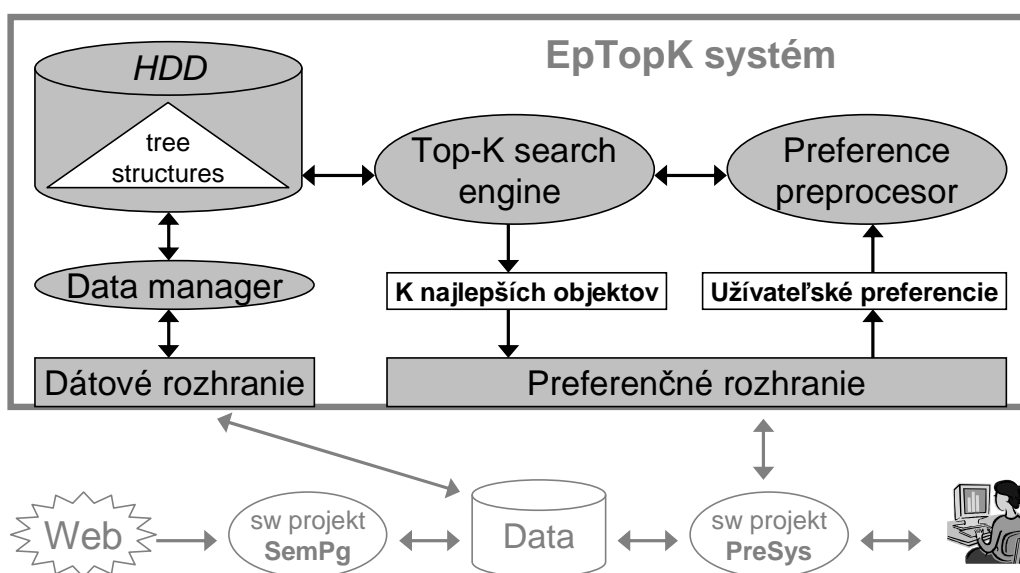 EpTopK systém
HDD
tree
structures
Top-K search
engine
Preference
preprocesor
Data manager
K najlepších objektov
Užívateľské preferencie
Dátové rozhranie
Preferenčné rozhranie
Web
sw projekt
SemPg
Data
sw projekt
PreSys